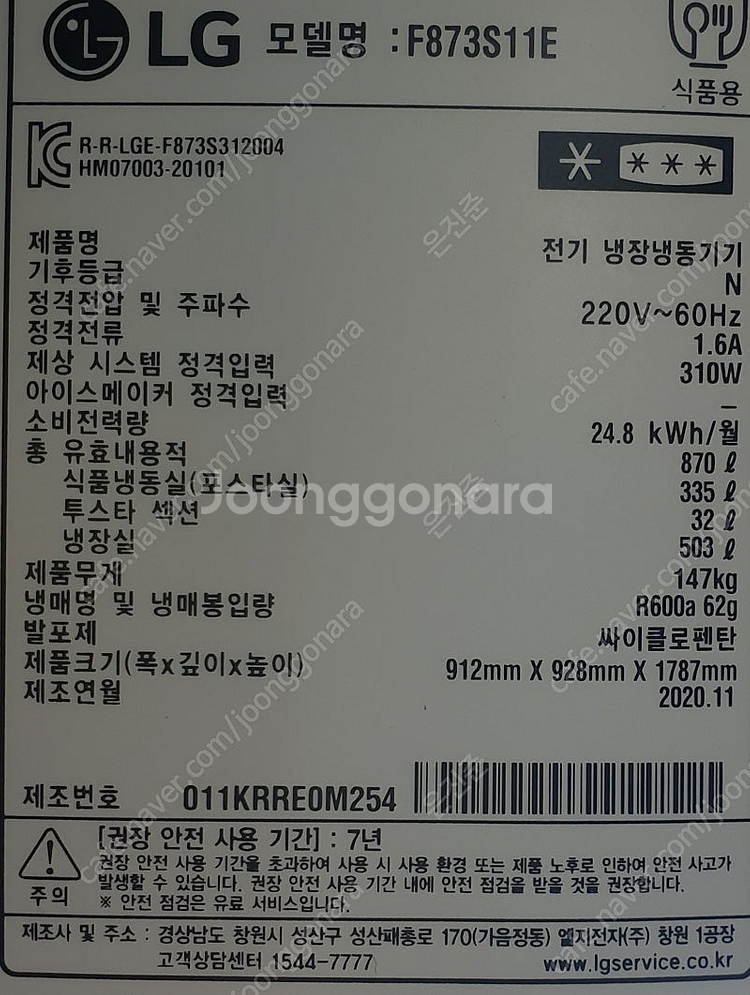 LG 모델명 : F873S11E
식품용
R-R-LGE-F873S312004
HM07003-20101
제품명 전기 냉장냉동기기
기후등급 N
정격전압 및 주파수 220V~60Hz
정격전류 1.6A
제상 시스템 정격입력 310W
아이스메이커 정격입력 –
소비전력량 24.8 kWh/월
총 유효내용적 870 ℓ
식품냉동실(포스타실) 335 ℓ
투스타 섹션 32 ℓ
냉장실 503 ℓ
제품무게 147kg
냉매명 및 냉매봉입량 R600a 62g
발포제 싸이클로펜탄
제품크기(폭x깊이x높이) 912mm X 928mm X 1787mm
제조연월 2020.11
제조번호 011KRRE0M254
[권장 안전 사용 기간] : 7년
권장 안전 사용 기간을 초과하여 사용 시 사용 환경 또는 제품 노후로 인하여 안전 사고가
발생할 수 있습니다. 권장 안전 사용 기간 내에 안전 점검을 받을 것을 권장합니다.
※ 안전 점검은 유료 서비스입니다.
주의
제조사 및 주소 : 경상남도 창원시 성산구 성산패총로 170(가음정동) 엘지전자(주) 창원 1공장
고객상담센터 1544-7777 www.lgservice.co.kr
Joonggonara
cafe.naver.com/joonggonara
은진준